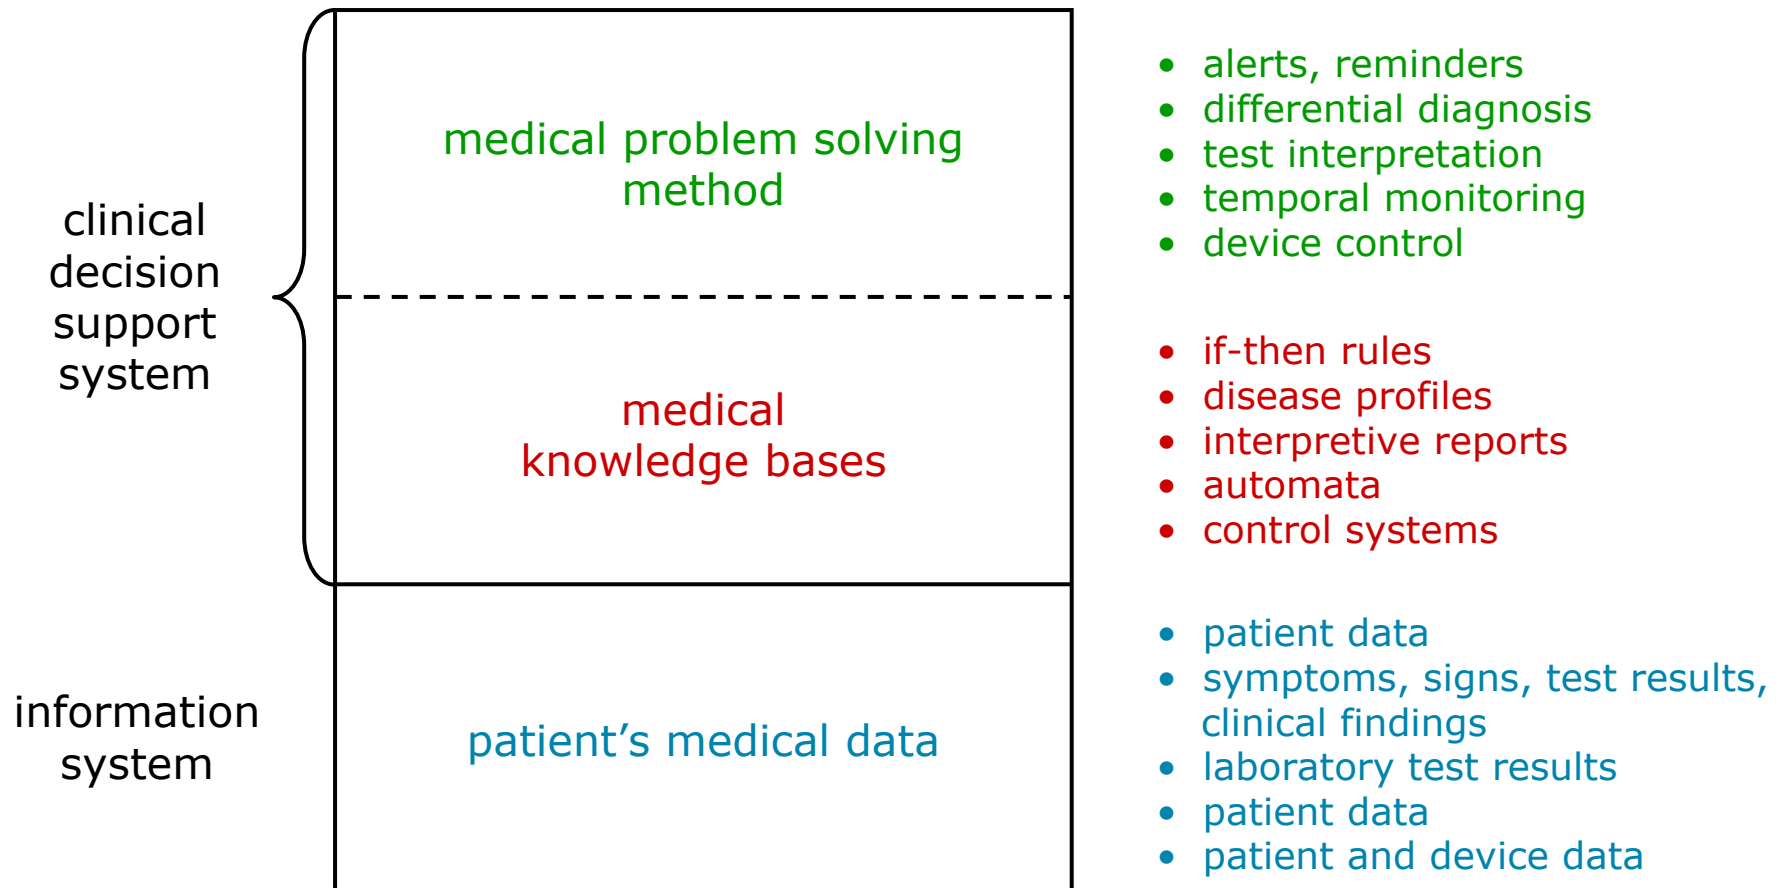 clinical
decision
support
system
medical problem solving
method
• alerts, reminders
• differential diagnosis
• test interpretation
• temporal monitoring
• device control
medical
knowledge bases
• if-then rules
• disease profiles
• interpretive reports
• automata
• control systems
information
system
patient’s medical data
• patient data
• symptoms, signs, test results,
clinical findings
• laboratory test results
• patient data
• patient and device data